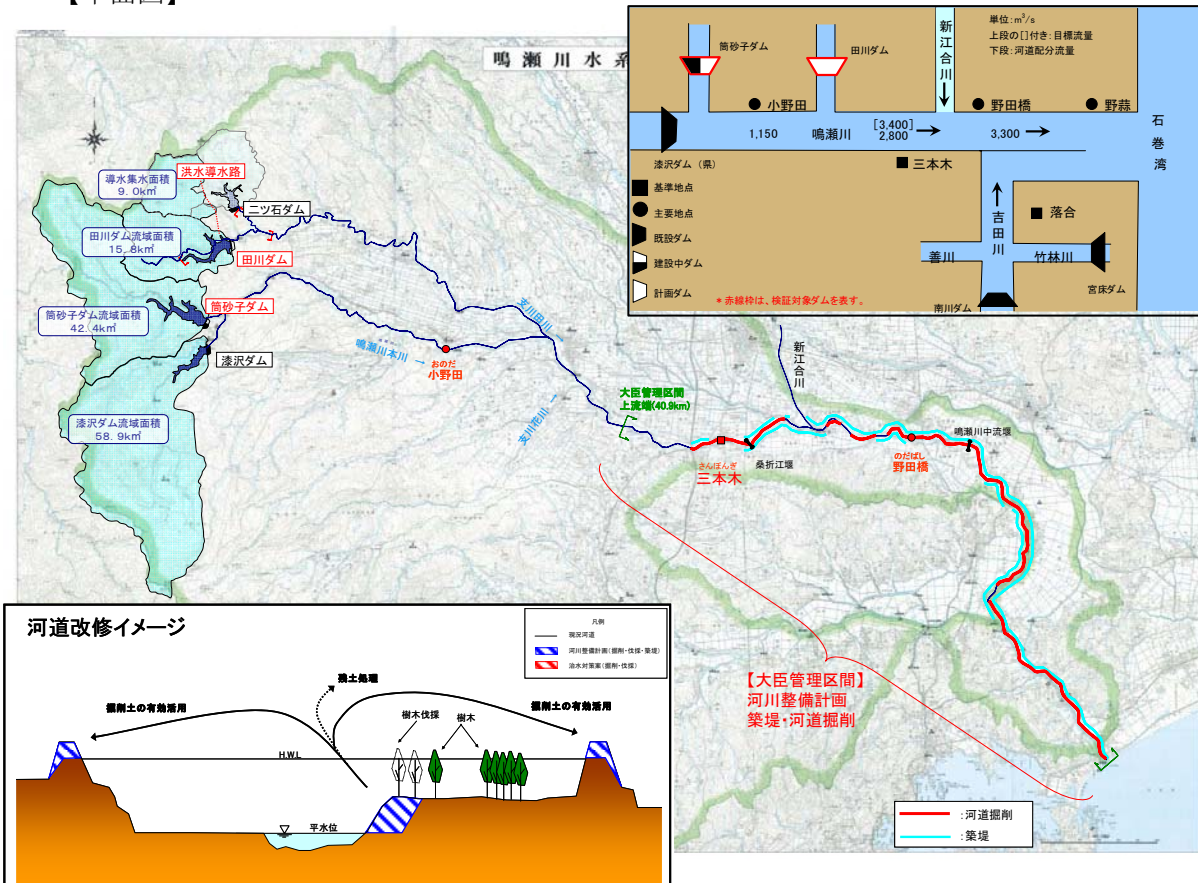 【平面図】
鳴瀬川水系
単位:m³/s
上段の[]付き:目標流量
下段:河道配分流量
筒砂子ダム
田川ダム
新江合川
小野田
野田橋
野蒜
石巻湾
1,150
鳴瀬川
[3,400]
2,800
3,300
漆沢ダム（県）
三本木
基準地点
主要地点
既設ダム
建設中ダム
計画ダム
＊赤線枠は、検証対象ダムを表す。
吉田川
落合
善川
竹林川
宮床ダム
南川ダム
導水集水面積
9.0km²
洪水導水路
二ツ石ダム
田川ダム流域面積
15.8km²
田川ダム
筒砂子ダム流域面積
42.4km²
筒砂子ダム
漆沢ダム
漆沢ダム流域面積
58.9km²
支川田川
鳴瀬川本川
おのだ
小野田
支川花川
大臣管理区間
上流端(40.9km)
新江合川
さんぼんぎ
三本木
桑折江堰
のだばし
野田橋
鳴瀬川中流堰
【大臣管理区間】
河川整備計画
築堤・河道掘削
:河道掘削
:築堤
河道改修イメージ
凡例
現況河道
河川整備計画(掘削・伐採・築堤)
治水対策案(掘削・伐採)
残土処理
掘削土の有効活用
掘削土の有効活用
樹木伐採
樹木
H.W.L
平水位